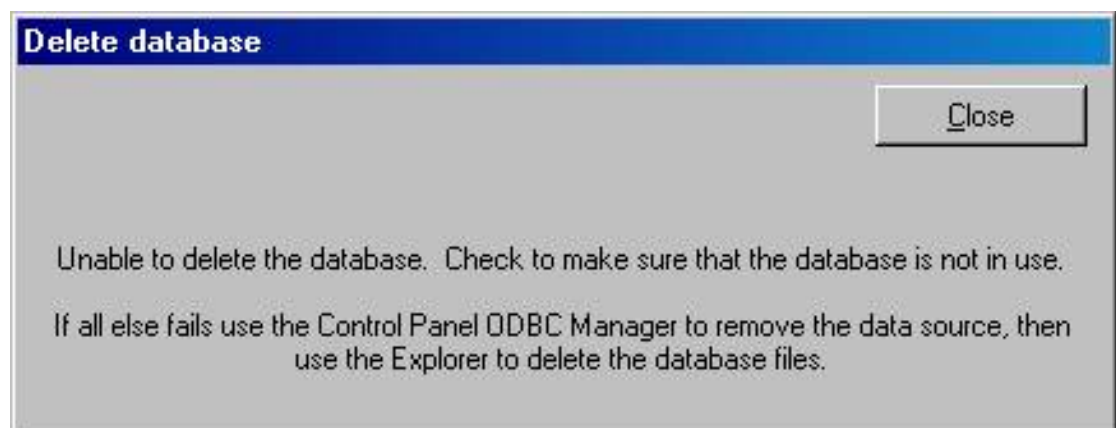 Delete database
Close
Unable to delete the database.  Check to make sure that the database is not in use.
If all else fails use the Control Panel ODBC Manager to remove the data source, then
use the Explorer to delete the database files.